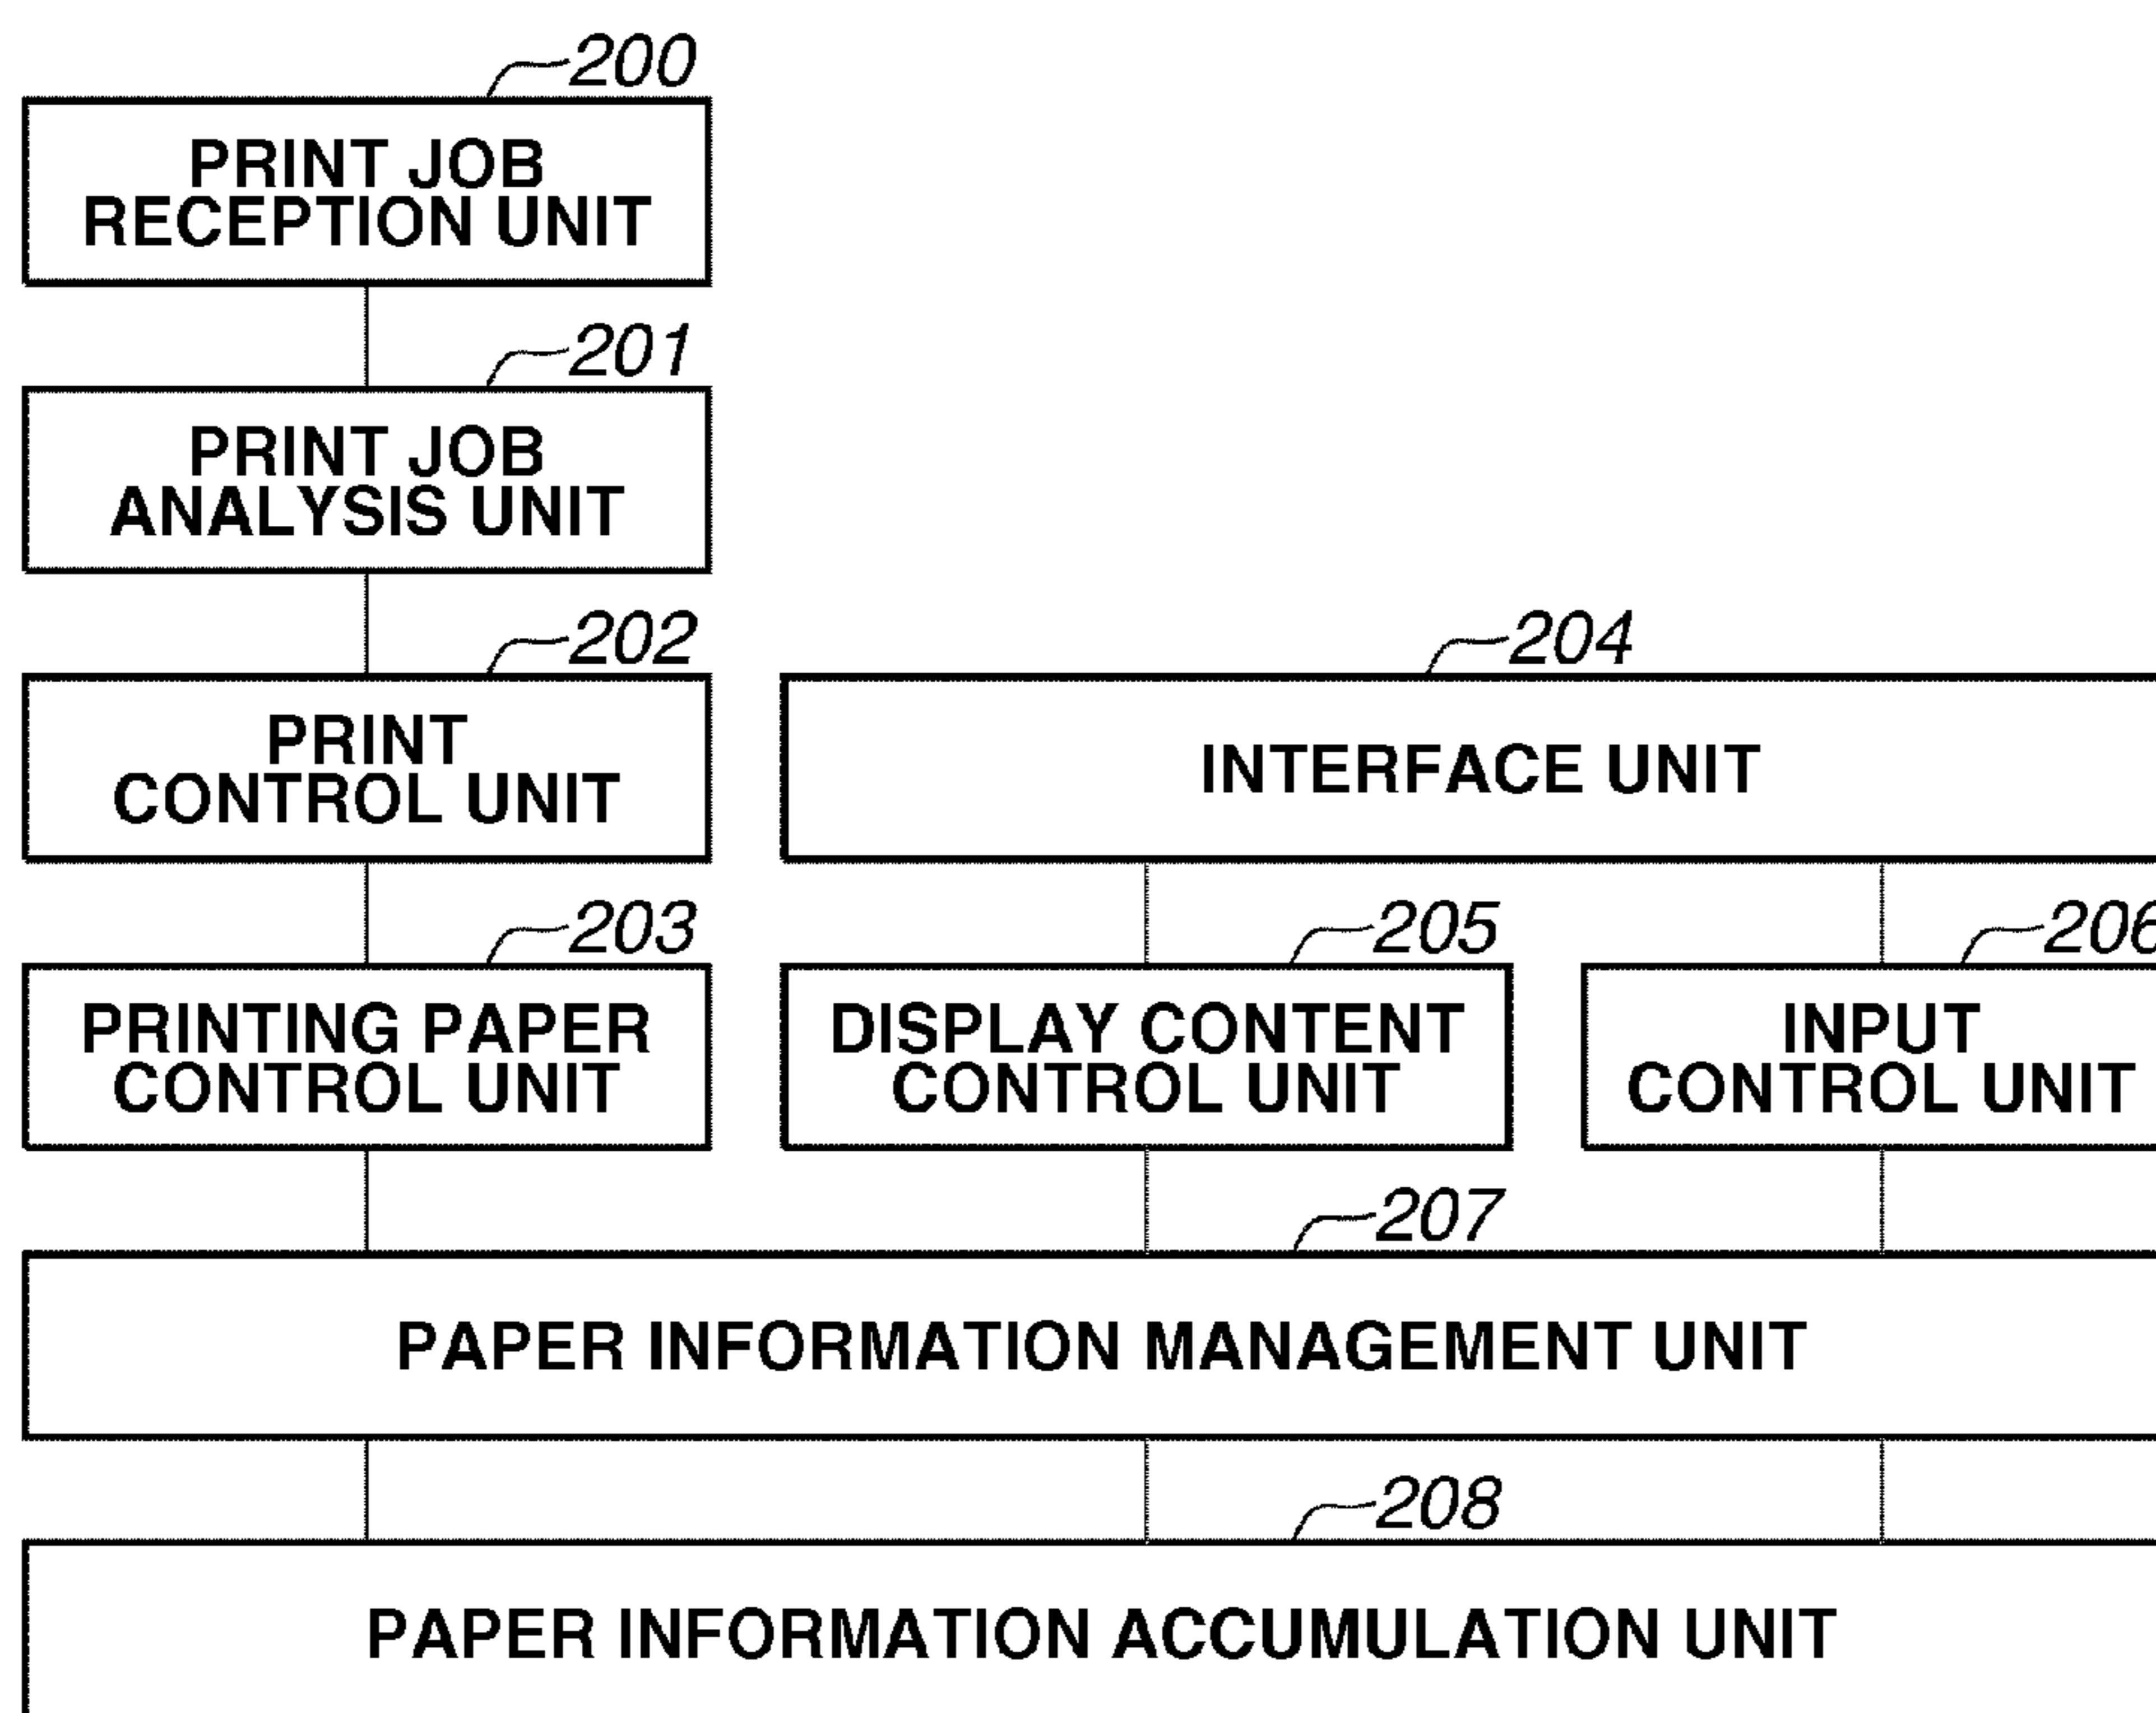 200
PRINT JOB
RECEPTION UNIT
201
PRINT JOB
ANALYSIS UNIT
202
PRINT
CONTROL UNIT
204
INTERFACE UNIT
203
PRINTING PAPER
CONTROL UNIT
205
DISPLAY CONTENT
CONTROL UNIT
206
INPUT
CONTROL UNIT
207
PAPER INFORMATION MANAGEMENT UNIT
208
PAPER INFORMATION ACCUMULATION UNIT